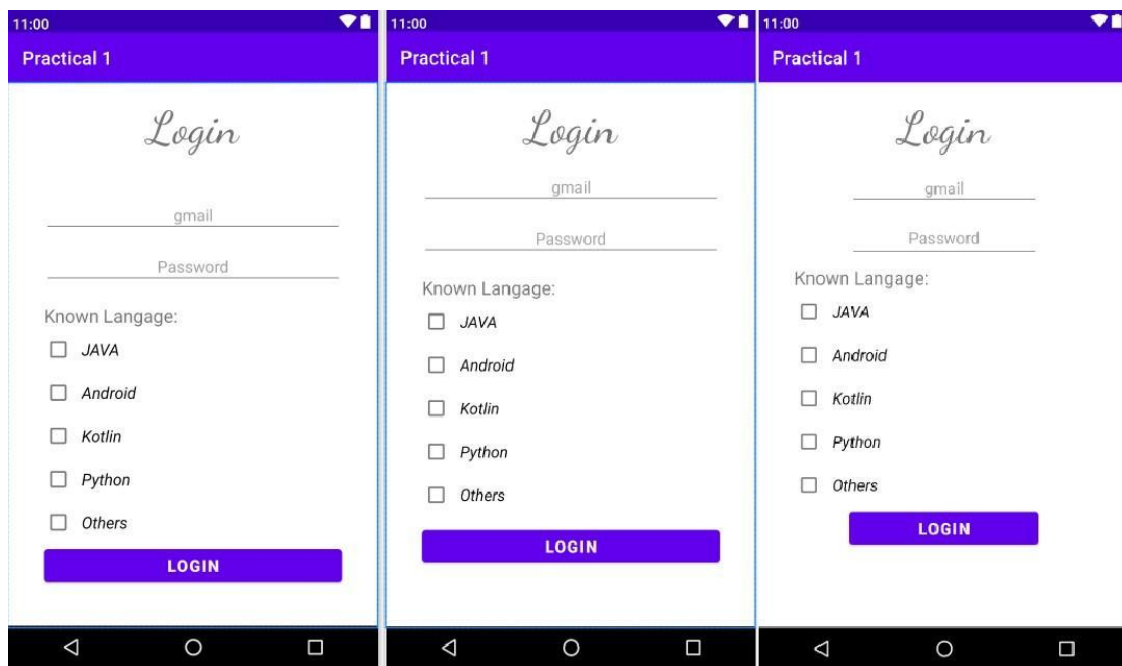 11:00
Practical 1
Login
gmail
Password
Known Langage:
JAVA
Android
Kotlin
Python
Others
LOGIN
11:00
Practical 1
Login
gmail
Password
Known Langage:
JAVA
Android
Kotlin
Python
Others
LOGIN
11:00
Practical 1
Login
gmail
Password
Known Langage:
JAVA
Android
Kotlin
Python
Others
LOGIN